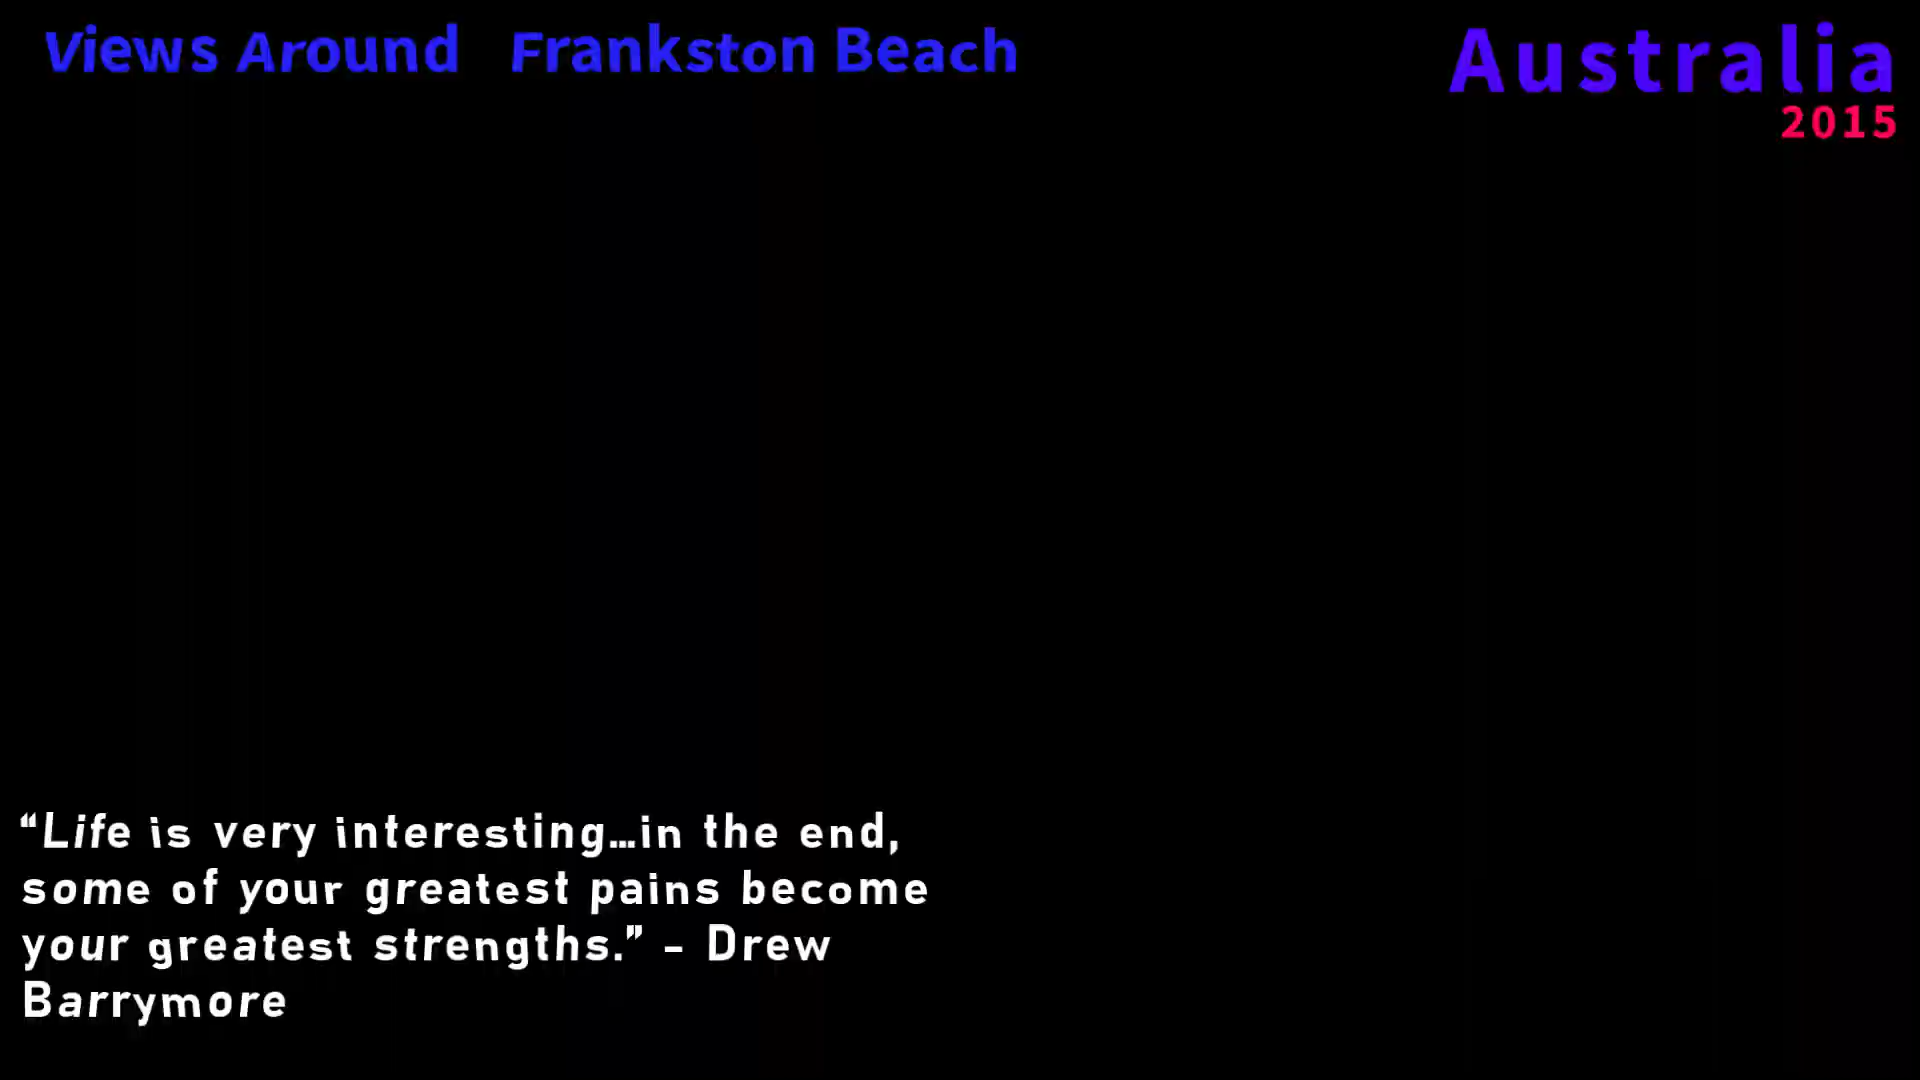 Views Around Frankston Beach
Australia
2015
“Life is very interesting…in the end,
some of your greatest pains become
your greatest strengths.” – Drew
Barrymore